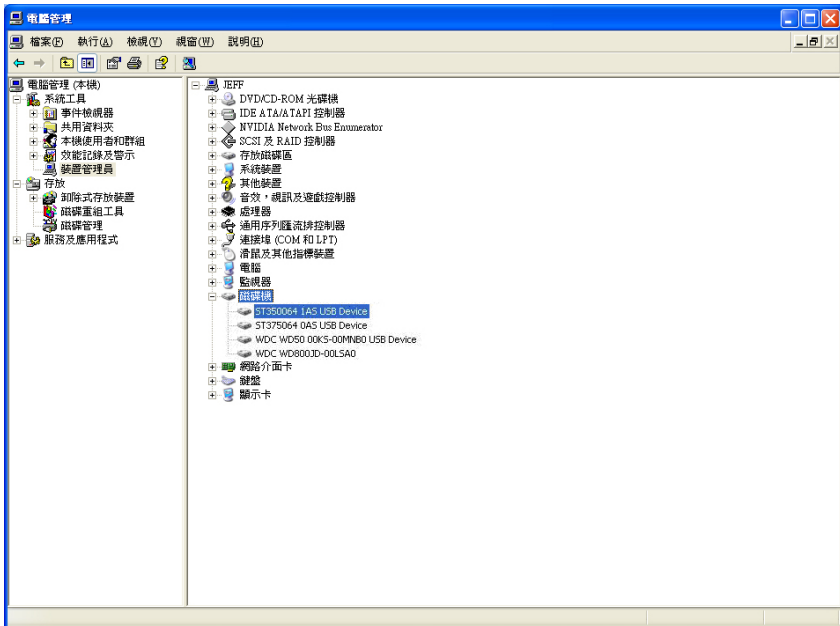 電腦管理
檔案(F) 執行(A) 檢視(V) 視窗(W) 說明(H)
電腦管理 (本機)
系統工具
事件檢視器
共用資料夾
本機使用者和群組
效能記錄及警示
裝置管理員
存放
卸除式存放裝置
磁碟重組工具
磁碟管理
服務及應用程式
JEFF
DVD/CD-ROM 光碟機
IDE ATA/ATAPI 控制器
NVIDIA Network Bus Enumerator
SCSI 及 RAID 控制器
存放磁碟區
系統裝置
其他裝置
音效，視訊及遊戲控制器
處理器
通用序列匯流排控制器
連接埠 (COM 和 LPT)
滑鼠及其他指標裝置
電腦
監視器
磁碟機
ST350064 1AS USB Device
ST375064 0AS USB Device
WDC WD50 00KS-00MNB0 USB Device
WDC WD800JD-00LSA0
網路介面卡
鍵盤
顯示卡